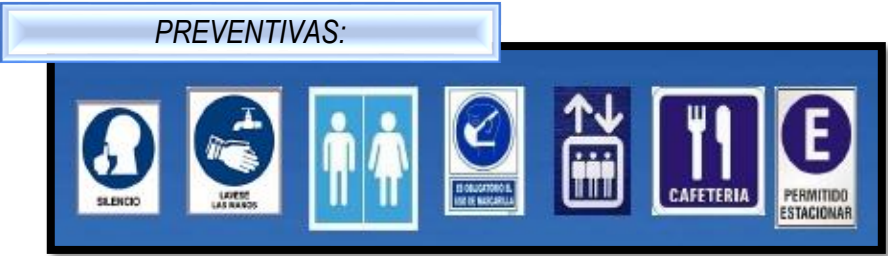 PREVENTIVAS:
SILENCIO
LAVESE
LAS MANOS
ES OBLIGATORIO EL
USO DE MASCARILLA
CAFETERIA
E
PERMITIDO
ESTACIONAR